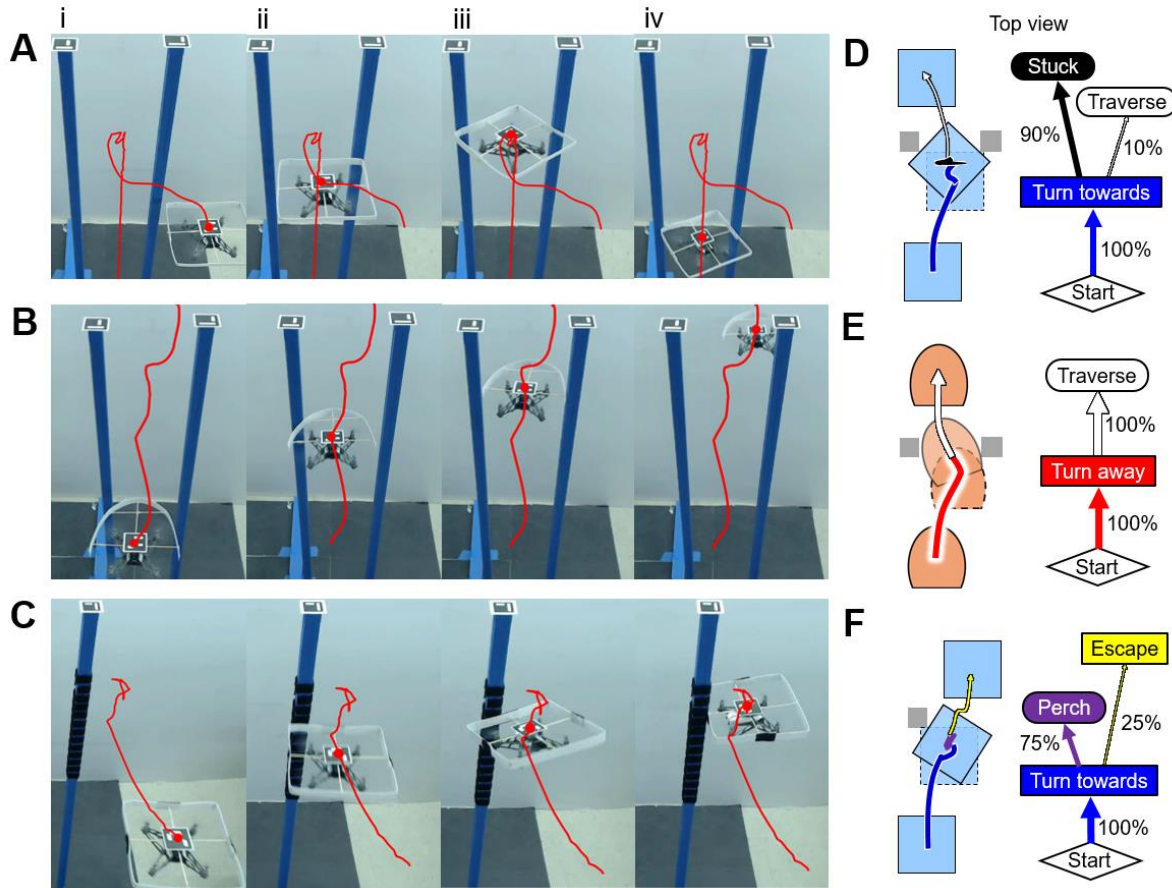 i ii iii iv
A
B
C
Top view
D
Stuck
Traverse
90%
10%
Turn towards
100%
Start
E
Traverse
100%
Turn away
100%
Start
F
Escape
Perch
25%
75%
Turn towards
100%
Start